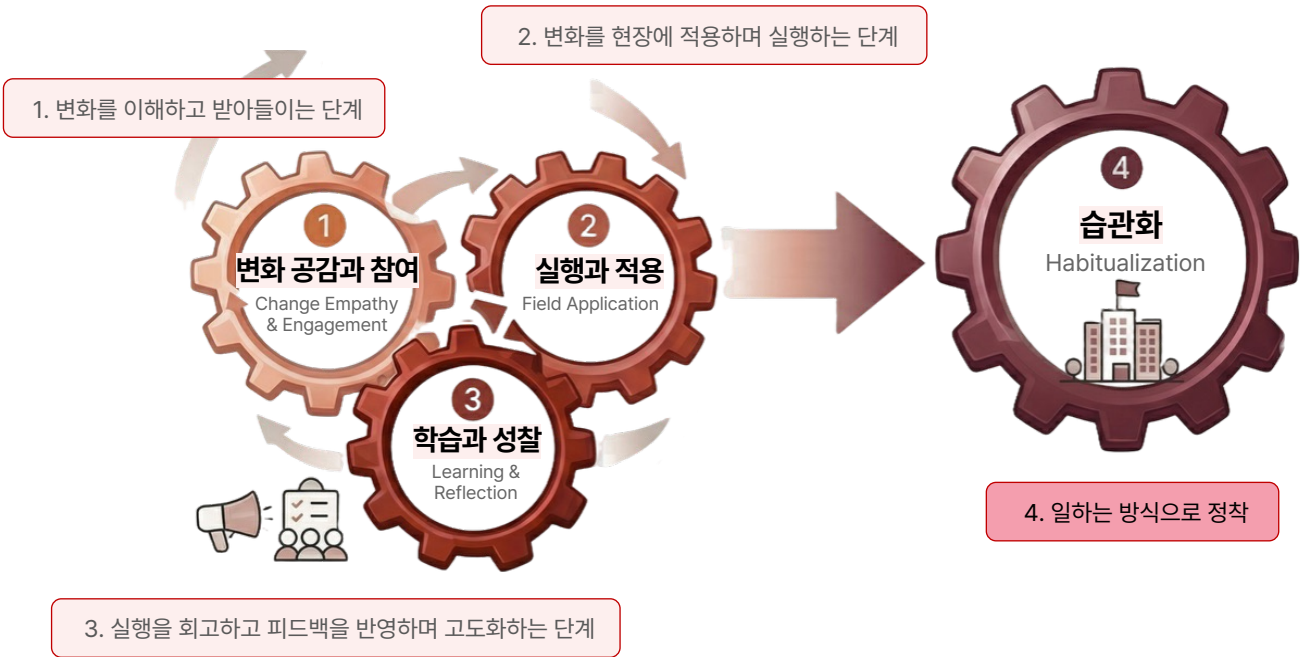 2. 변화를 현장에 적용하며 실행하는 단계
1. 변화를 이해하고 받아들이는 단계
1
변화 공감과 참여
Change Empathy
& Engagement
2
실행과 적용
Field Application
3
학습과 성찰
Learning &
Reflection
4
습관화
Habitualization
4. 일하는 방식으로 정착
3. 실행을 회고하고 피드백을 반영하며 고도화하는 단계